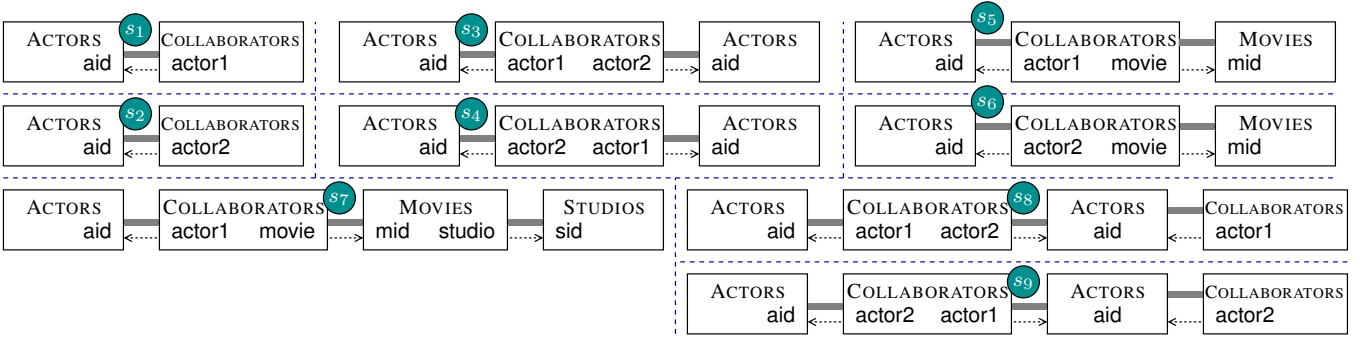 s1
ACTORS COLLABORATORS
aid actor1
s3
ACTORS COLLABORATORS ACTORS
aid actor1 actor2 aid
s5
ACTORS COLLABORATORS MOVIES
aid actor1 movie mid
s2
ACTORS COLLABORATORS
aid actor2
s4
ACTORS COLLABORATORS ACTORS
aid actor2 actor1 aid
s6
ACTORS COLLABORATORS MOVIES
aid actor2 movie mid
s7
ACTORS COLLABORATORS MOVIES STUDIOS
aid actor1 movie mid studio sid
s8
ACTORS COLLABORATORS ACTORS COLLABORATORS
aid actor1 actor2 aid actor1
s9
ACTORS COLLABORATORS ACTORS COLLABORATORS
aid actor2 actor1 aid actor2